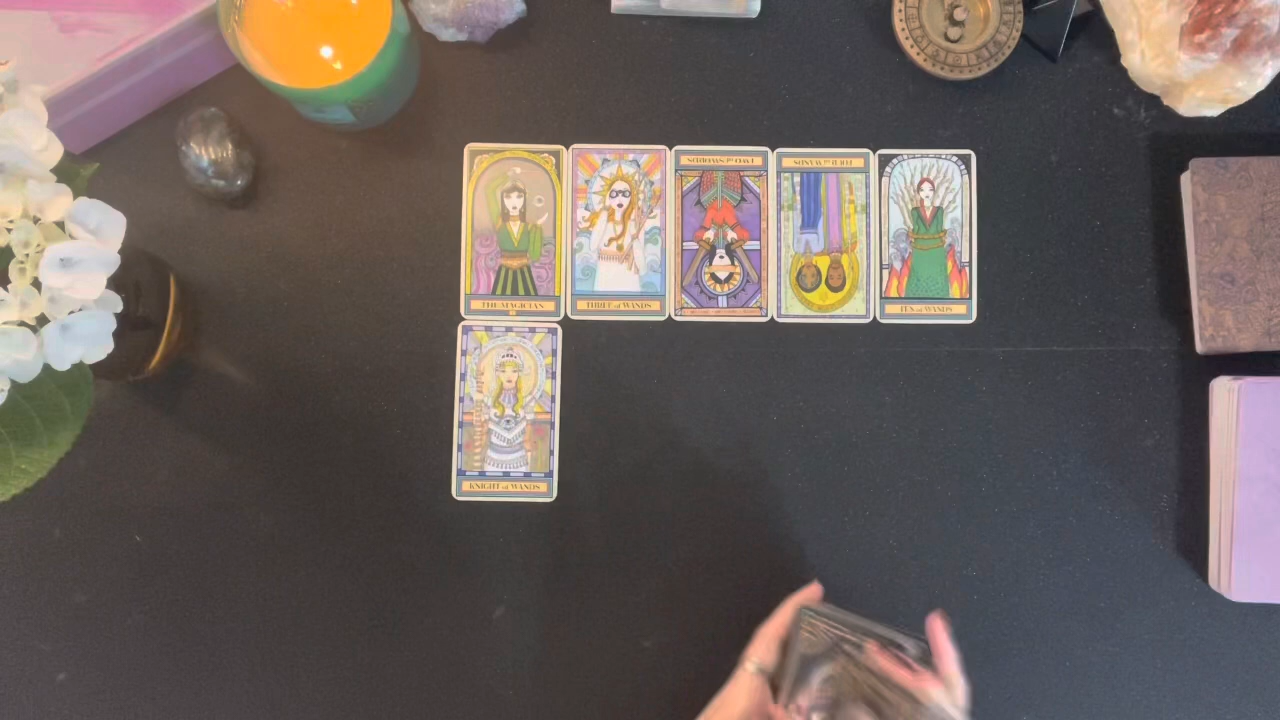 THE MAGICIAN
THREE of WANDS
TWO of SWORDS
FOUR of WANDS
TEN of WANDS
KNIGHT of WANDS